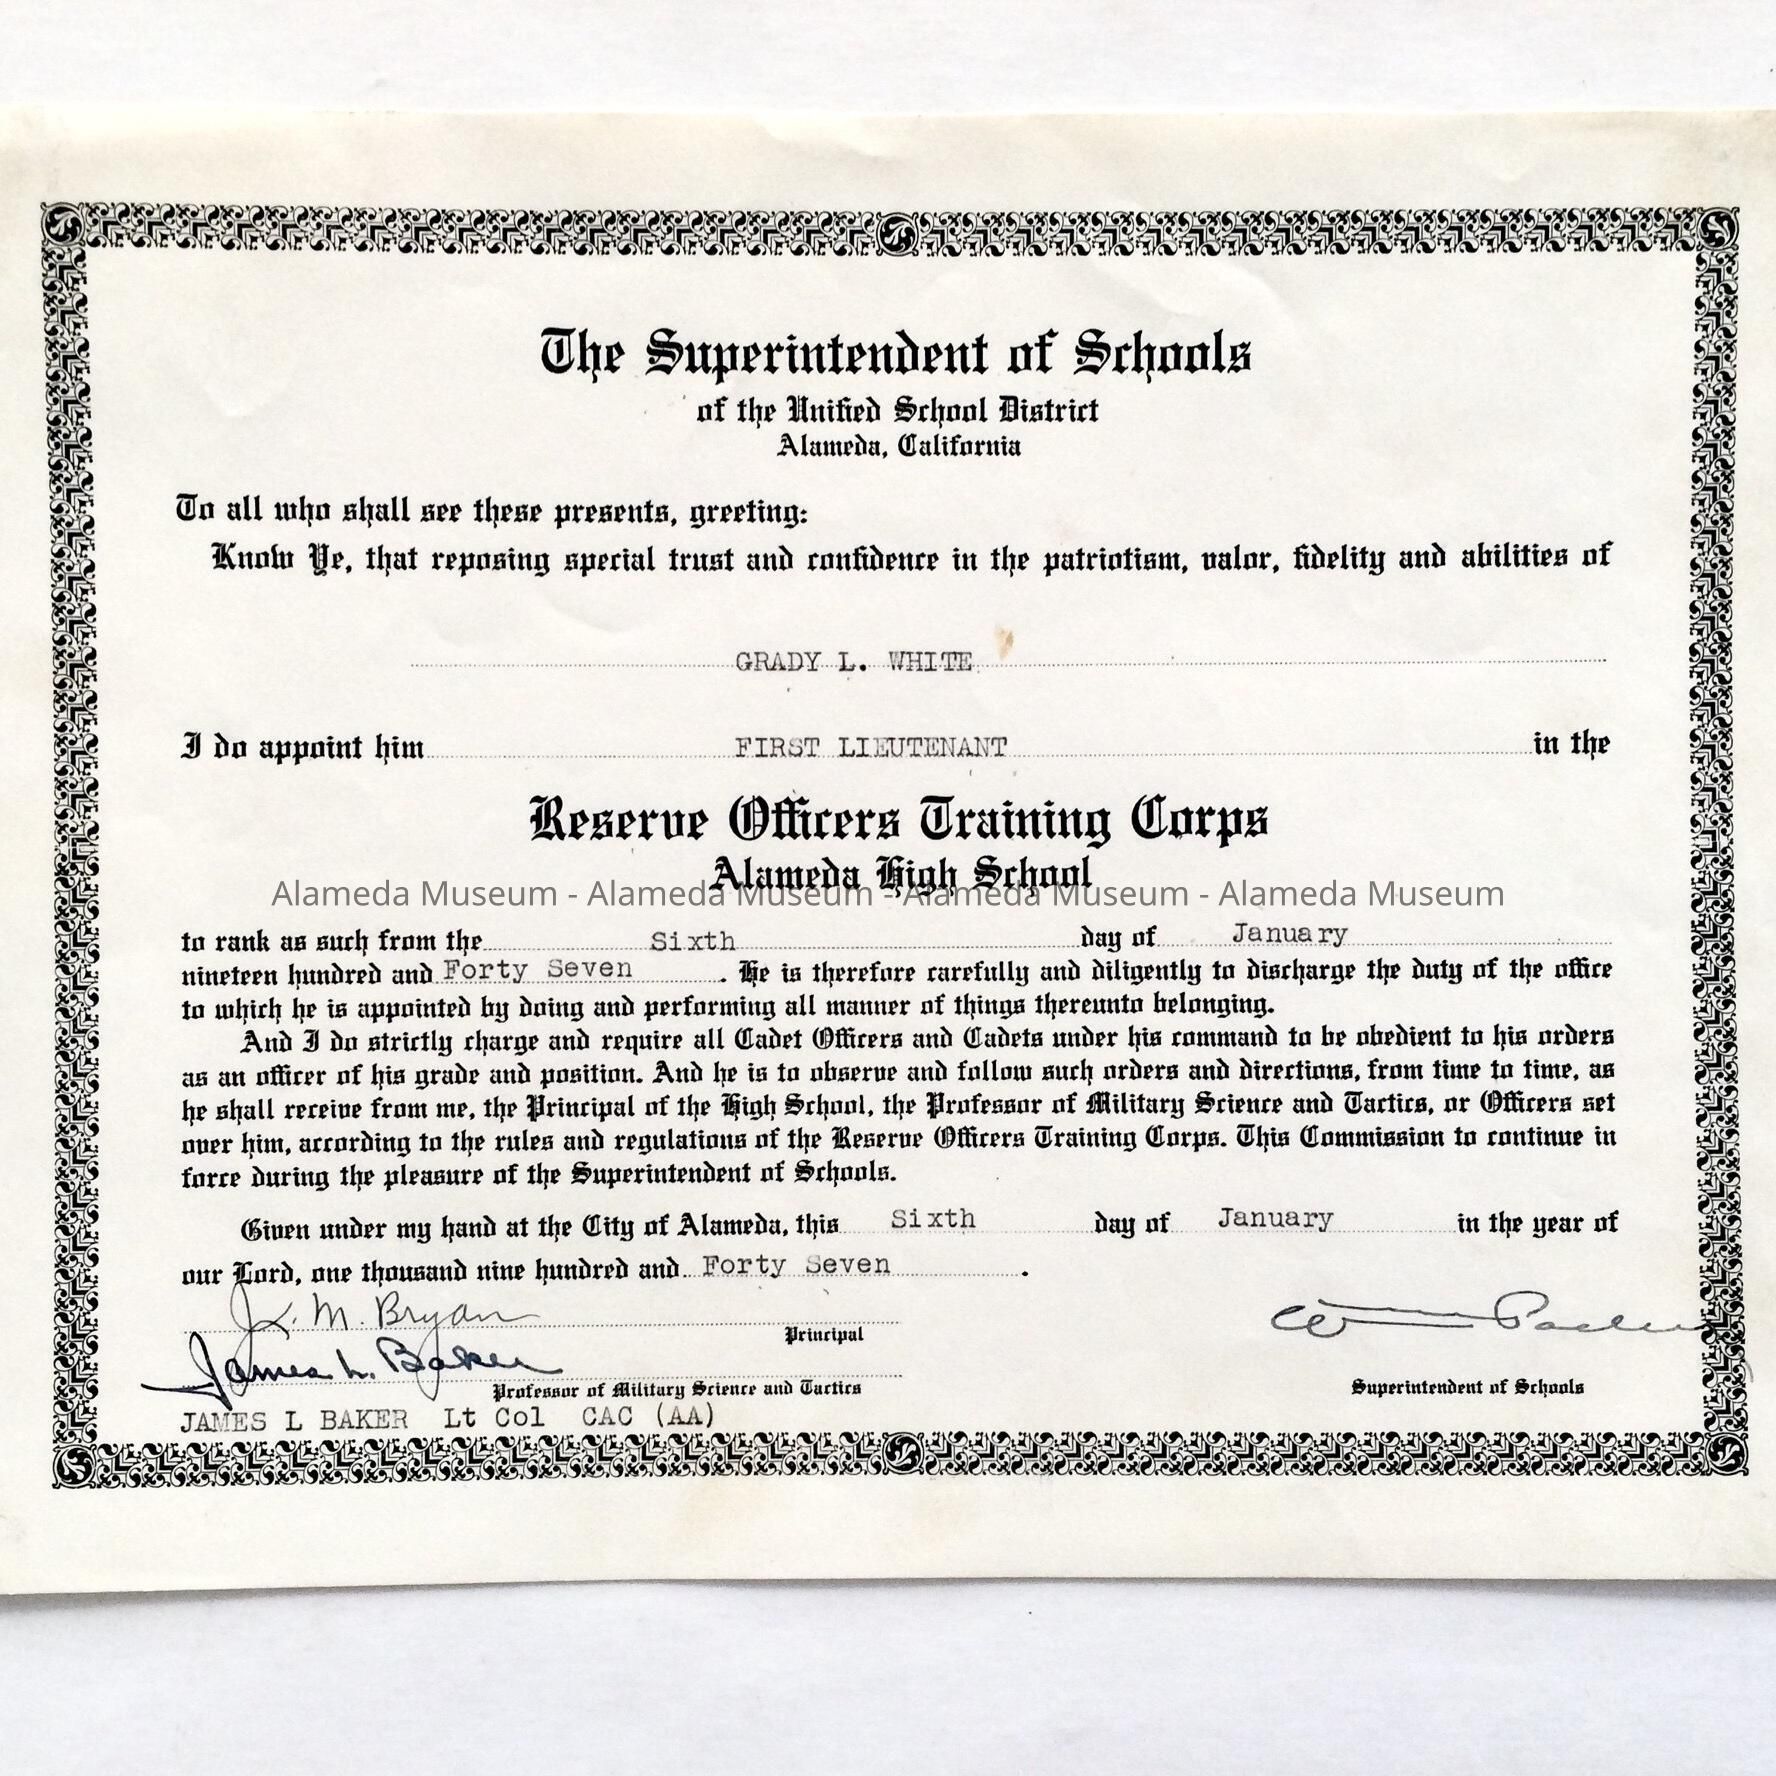 The Superintendent of Schools
of the Unified School District
Alameda, California
To all who shall see these presents, greeting:
Know Ye, that reposing special trust and confidence in the patriotism, valor, fidelity and abilities of
GRADY L. WHITE
I do appoint him FIRST LIEUTENANT in the
Reserve Officers Training Corps
Alameda High School
Alameda Museum - Alameda Museum - Alameda Museum - Alameda Museum
to rank as such from the Sixth day of January
nineteen hundred and Forty Seven. He is therefore carefully and diligently to discharge the duty of the office
to which he is appointed by doing and performing all manner of things thereunto belonging.
And I do strictly charge and require all Cadet Officers and Cadets under his command to be obedient to his orders
as an officer of his grade and position. And he is to observe and follow such orders and directions, from time to time, as
he shall receive from me, the Principal of the High School, the Professor of Military Science and Tactics, or Officers set
over him, according to the rules and regulations of the Reserve Officers Training Corps. This Commission to continue in
force during the pleasure of the Superintendent of Schools.
Given under my hand at the City of Alameda, this Sixth day of January in the year of
our Lord, one thousand nine hundred and Forty Seven.
M. Bryan
Principal
James L. Baker
Professor of Military Science and Tactics
Superintendent of Schools
JAMES L BAKER Lt Col CAC (AA)